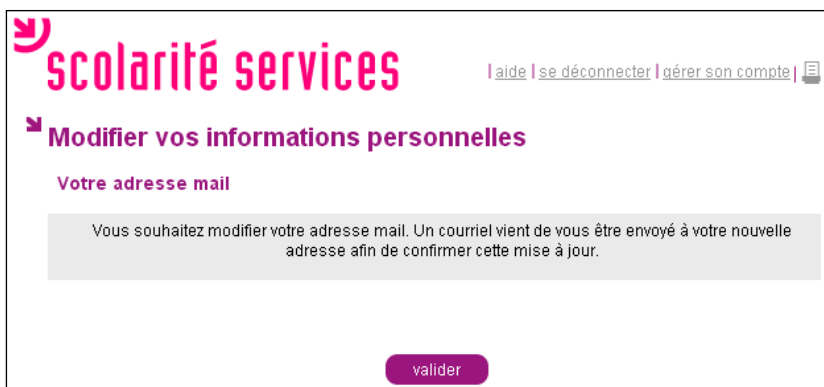 scolarité services
| aide | se déconnecter | gérer son compte |
Modifier vos informations personnelles
Votre adresse mail
Vous souhaitez modifier votre adresse mail. Un courriel vient de vous être envoyé à votre nouvelle
adresse afin de confirmer cette mise à jour.
valider